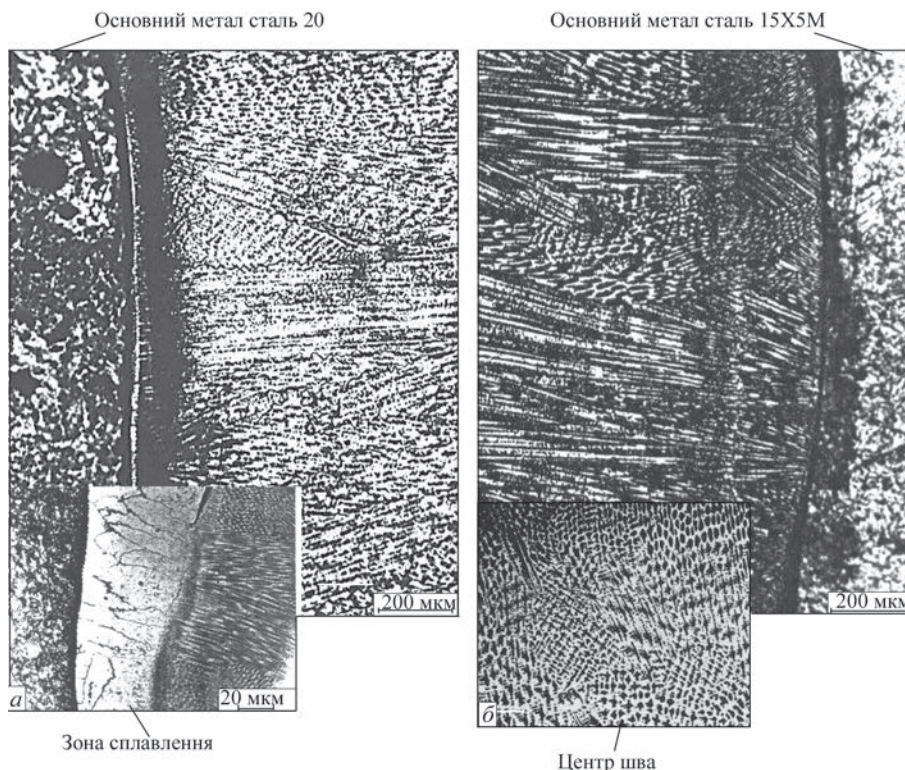 Основний метал сталь 20
Основний метал сталь 15Х5М
200 мкм
200 мкм
а
20 мкм
б
Зона сплавлення
Центр шва